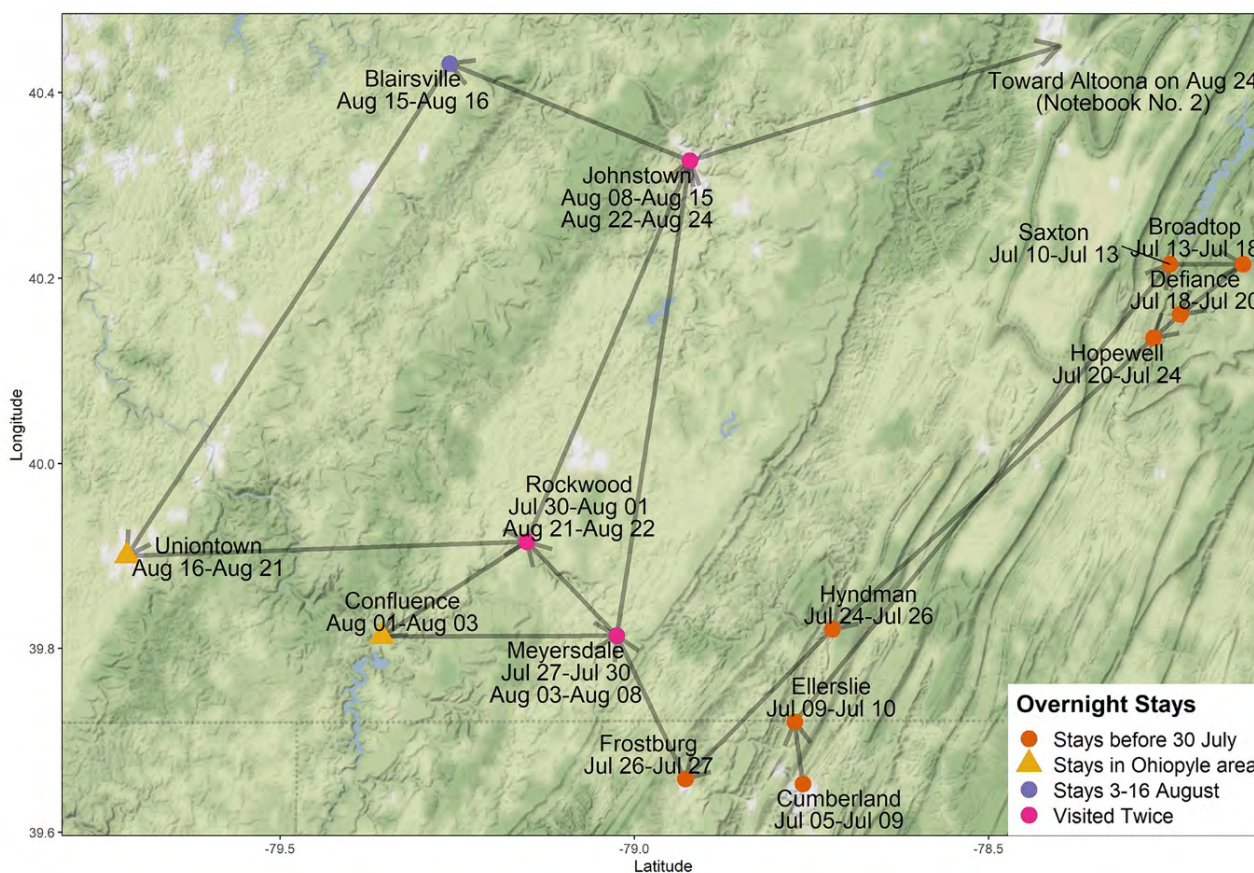 Blairsville
Aug 15-Aug 16
Toward Altoona on Aug 24
(Notebook No. 2)
Johnstown
Aug 08-Aug 15
Aug 22-Aug 24
Saxton
Jul 10-Jul 13
Broadtop
Jul 13-Jul 18
Defiance
Jul 18-Jul 20
Hopewell
Jul 20-Jul 24
Rockwood
Jul 30-Aug 01
Aug 21-Aug 22
Uniontown
Aug 16-Aug 21
Confluence
Aug 01-Aug 03
Hyndman
Jul 24-Jul 26
Meyersdale
Jul 27-Jul 30
Aug 03-Aug 08
Ellerslie
Jul 09-Jul 10
Frostburg
Jul 26-Jul 27
Cumberland
Jul 05-Jul 09
Overnight Stays
Stays before 30 July
Stays in Ohiopyle area
Stays 3-16 August
Visited Twice
40.4
40.2
40.0
39.8
39.6
Longitude
-79.5
-79.0
-78.5
Latitude